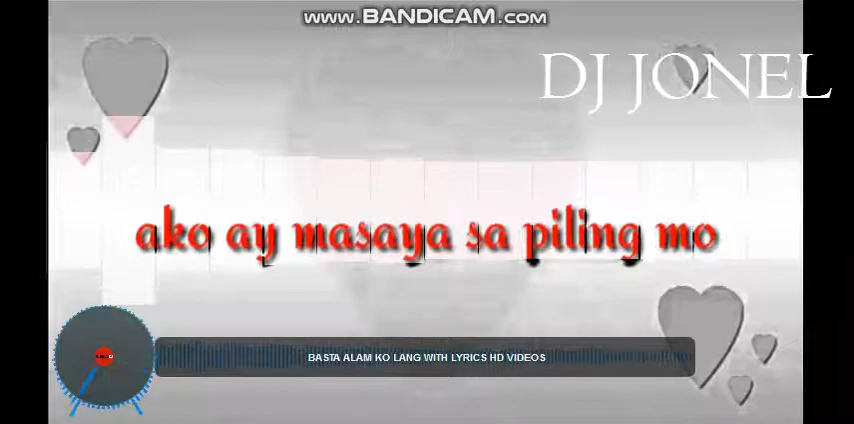 WWW.BANDICAM.COM
DJ JONEL
ako ay masaya sa piling mo
BASTA ALAM KO LANG WITH LYRICS HD VIDEOS